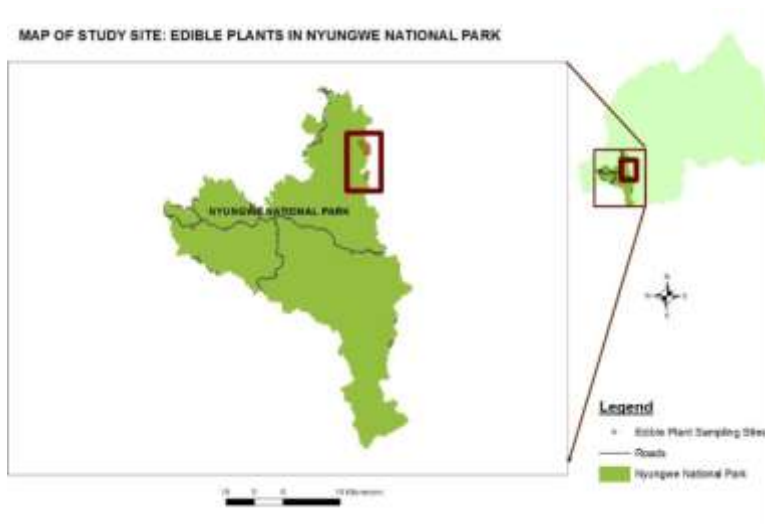 MAP OF STUDY SITE: EDIBLE PLANTS IN NYUNGWE NATIONAL PARK
NYUNGWE NATIONAL PARK
Legend
Edible Plant Sampling Sites
Roads
Nyungwe National Park
Kilometers